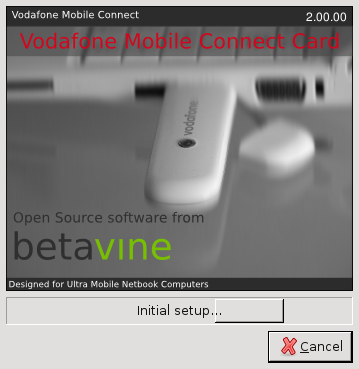 Vodafone Mobile Connect
2.00.00
Vodafone Mobile Connect Card
vodafone
Open Source software from
betavine
Designed for Ultra Mobile Netbook Computers
Initial setup...
Cancel